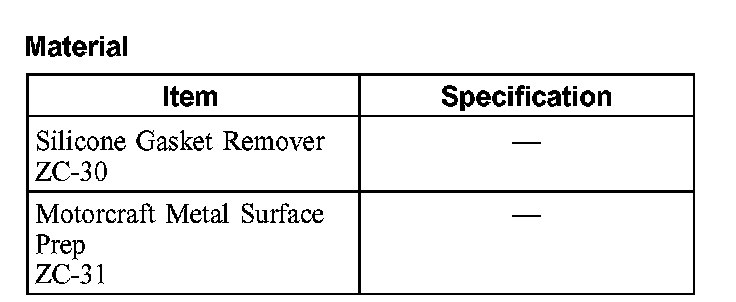 Material
Item Specification
Silicone Gasket Remover —
ZC-30
Motorcraft Metal Surface —
Prep
ZC-31